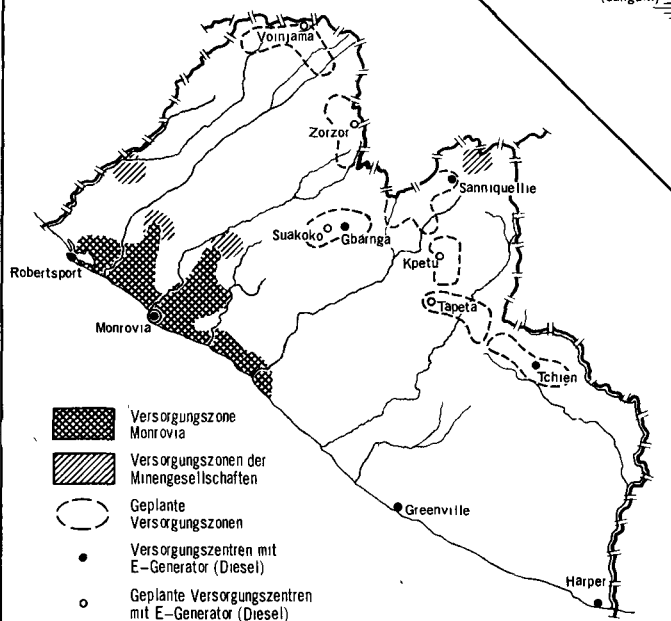 Voinjama
Zorzor
Sanniquellie
Suakoko
Gbarnga
Kpetu
Robertsport
Tapeta
Monrovia
Tchien
Versorgungszone
Monrovia
Versorgungszonen der
Minengesellschaften
Geplante
Versorgungszonen
Greenville
Versorgungszentren mit
E-Generator (Diesel)
Harper
Geplante Versorgungszentren
mit E-Generator (Diesel)